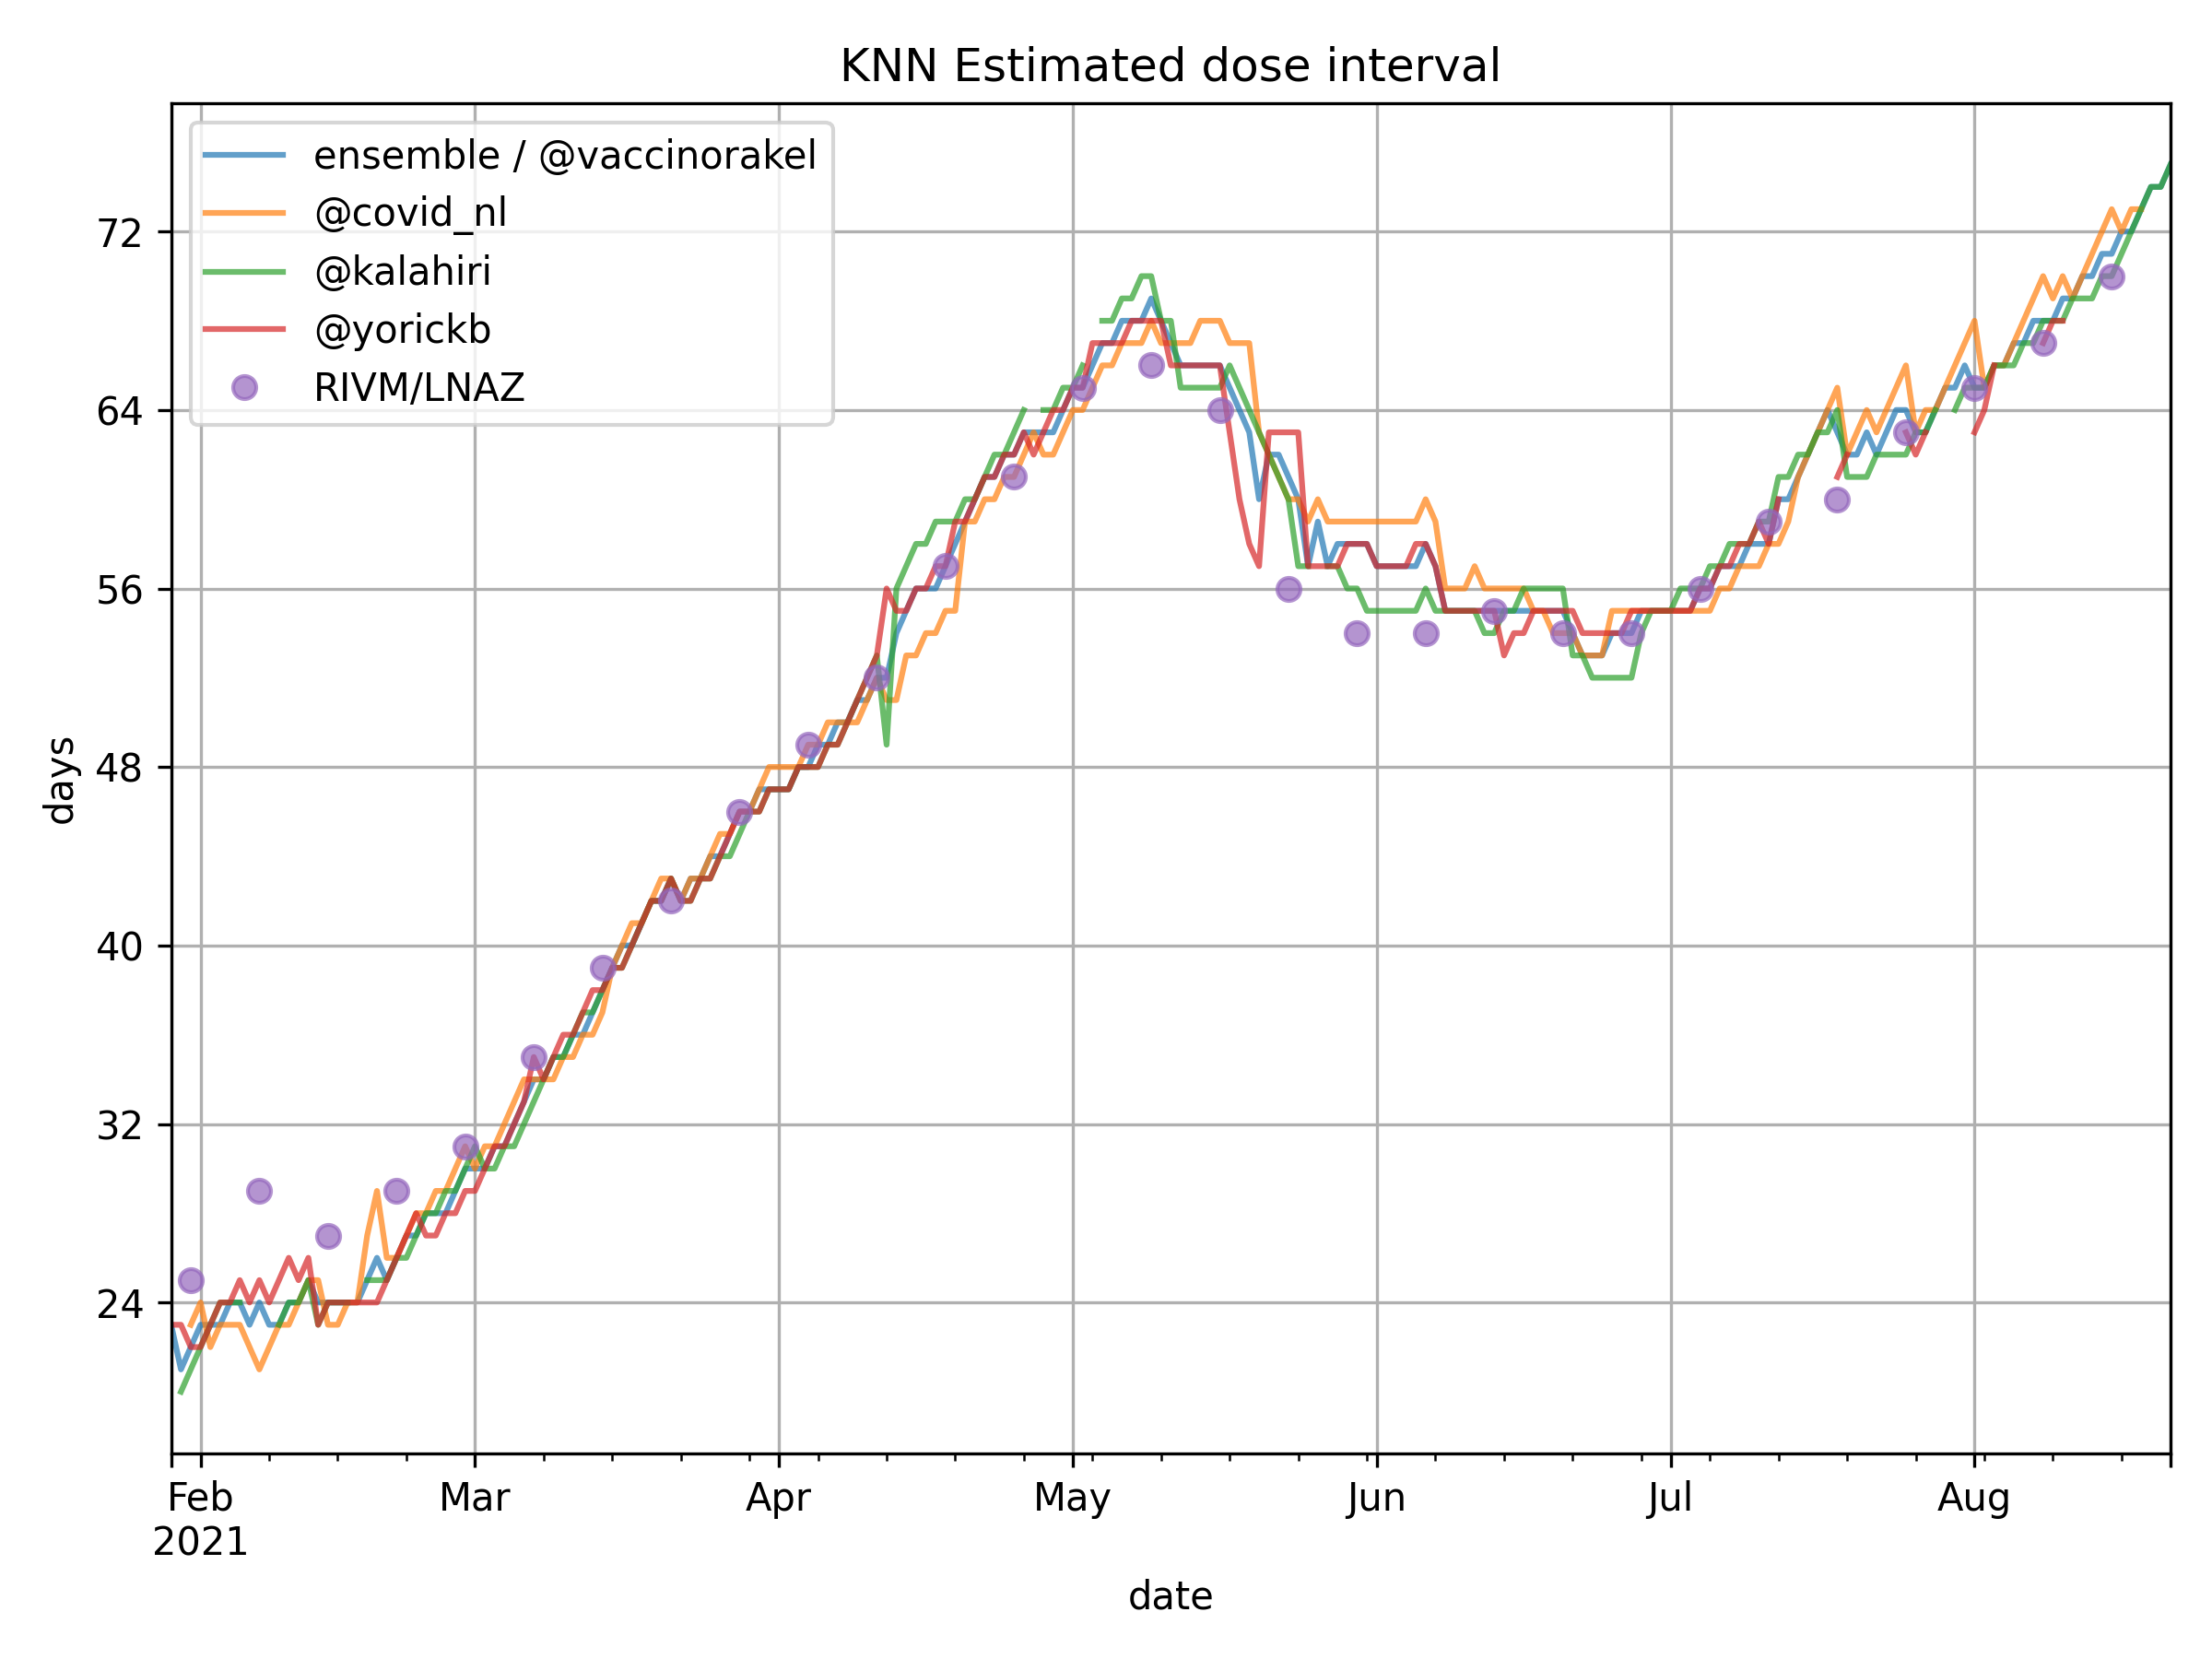 KNN Estimated dose interval
ensemble / @vaccinorakel
@covid_nl
@kalahiri
@yorickb
RIVM/LNAZ
72
64
56
48
40
32
24
days
Feb Mar Apr May Jun Jul Aug
2021
date